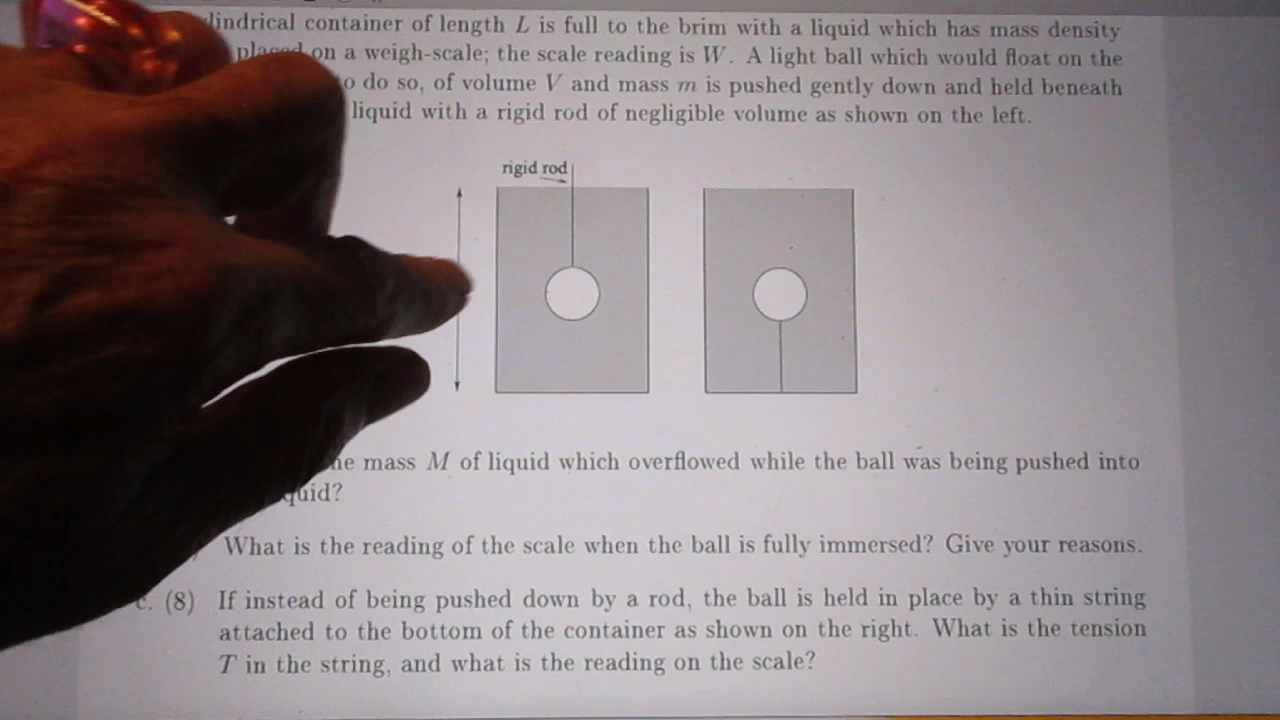 lindrical container of length L is full to the brim with a liquid which has mass density
placed on a weigh-scale; the scale reading is W. A light ball which would float on the
to do so, of volume V and mass m is pushed gently down and held beneath
liquid with a rigid rod of negligible volume as shown on the left.
rigid rod
he mass M of liquid which overflowed while the ball was being pushed into
quid?
What is the reading of the scale when the ball is fully immersed? Give your reasons.
c. (8) If instead of being pushed down by a rod, the ball is held in place by a thin string
attached to the bottom of the container as shown on the right. What is the tension
T in the string, and what is the reading on the scale?